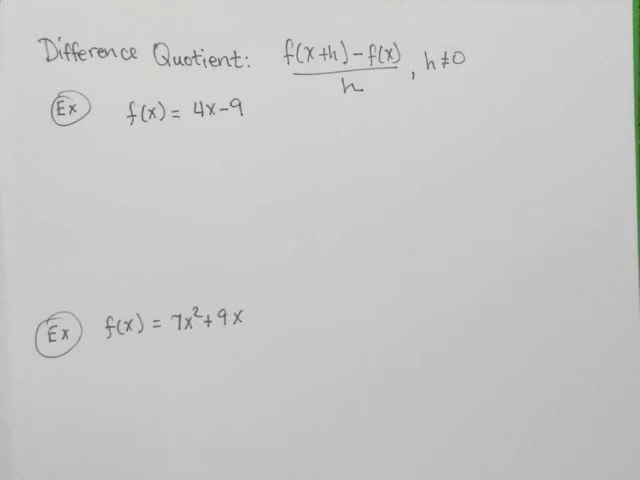 Difference Quotient: f(x+h) - f(x) / h , h≠0
Ex f(x) = 4x-9
Ex f(x) = 7x²+9x